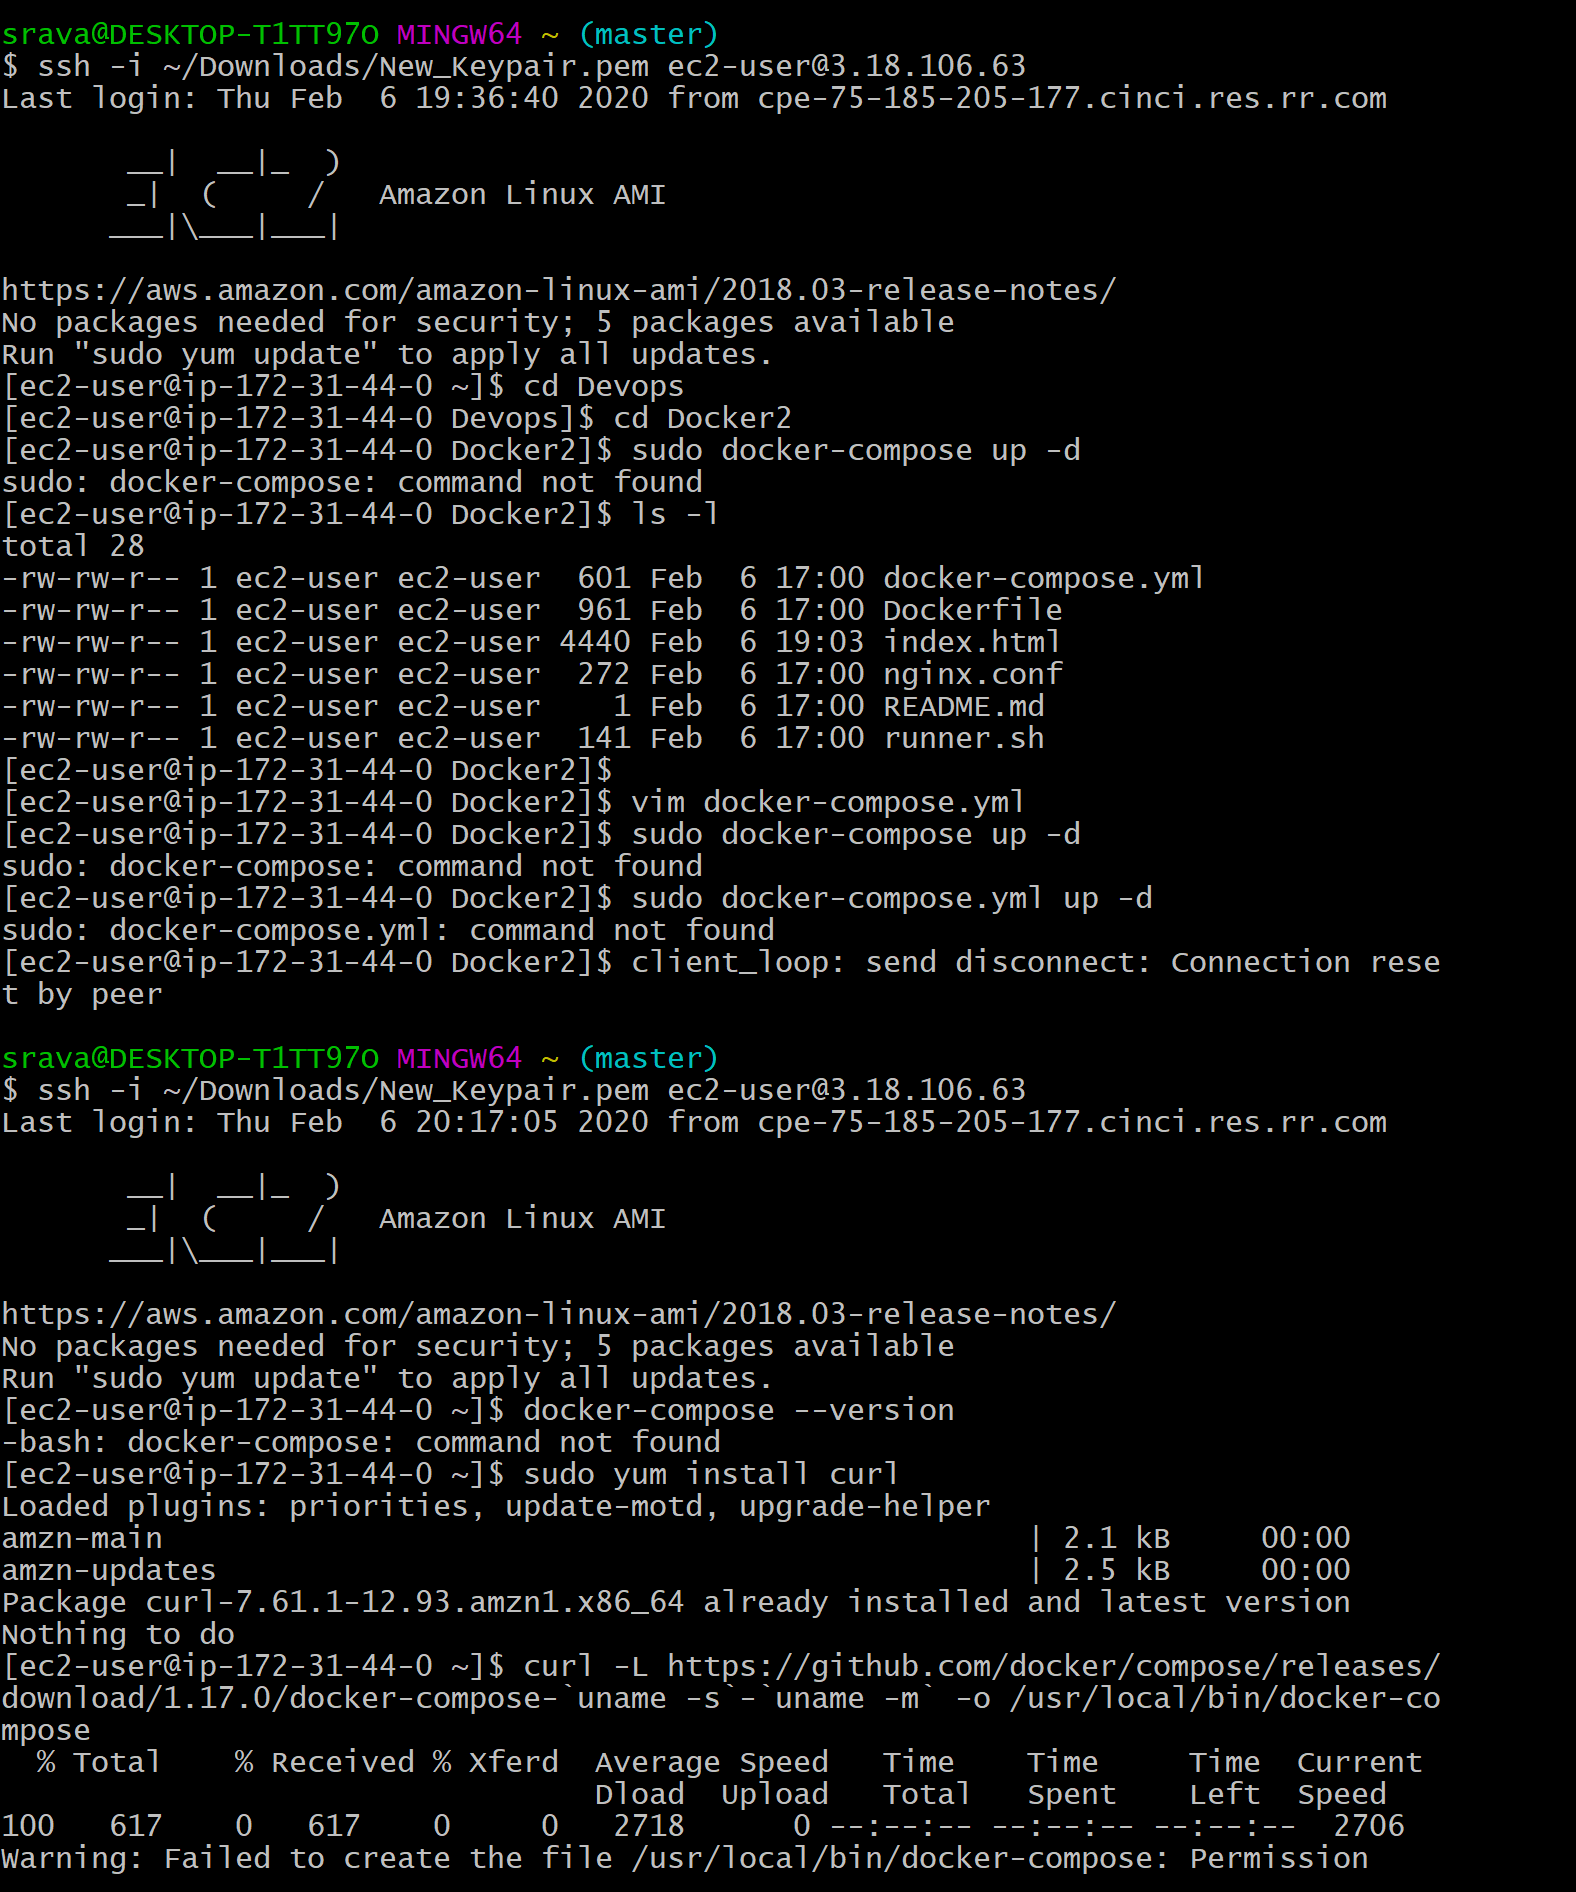 srava@DESKTOP-T1TT97O MINGW64 ~ (master)
$ ssh -i ~/Downloads/New_Keypair.pem ec2-user@3.18.106.63
Last login: Thu Feb  6 19:36:40 2020 from cpe-75-185-205-177.cinci.res.rr.com

       __|  __|_  )
       _|  (     /   Amazon Linux AMI
      ___|\___|___|

https://aws.amazon.com/amazon-linux-ami/2018.03-release-notes/
No packages needed for security; 5 packages available
Run "sudo yum update" to apply all updates.
[ec2-user@ip-172-31-44-0 ~]$ cd Devops
[ec2-user@ip-172-31-44-0 Devops]$ cd Docker2
[ec2-user@ip-172-31-44-0 Docker2]$ sudo docker-compose up -d
sudo: docker-compose: command not found
[ec2-user@ip-172-31-44-0 Docker2]$ ls -l
total 28
-rw-rw-r-- 1 ec2-user ec2-user  601 Feb  6 17:00 docker-compose.yml
-rw-rw-r-- 1 ec2-user ec2-user  961 Feb  6 17:00 Dockerfile
-rw-rw-r-- 1 ec2-user ec2-user 4440 Feb  6 19:03 index.html
-rw-rw-r-- 1 ec2-user ec2-user  272 Feb  6 17:00 nginx.conf
-rw-rw-r-- 1 ec2-user ec2-user    1 Feb  6 17:00 README.md
-rw-rw-r-- 1 ec2-user ec2-user  141 Feb  6 17:00 runner.sh
[ec2-user@ip-172-31-44-0 Docker2]$
[ec2-user@ip-172-31-44-0 Docker2]$ vim docker-compose.yml
[ec2-user@ip-172-31-44-0 Docker2]$ sudo docker-compose up -d
sudo: docker-compose: command not found
[ec2-user@ip-172-31-44-0 Docker2]$ sudo docker-compose.yml up -d
sudo: docker-compose.yml: command not found
[ec2-user@ip-172-31-44-0 Docker2]$ client_loop: send disconnect: Connection rese
t by peer

srava@DESKTOP-T1TT97O MINGW64 ~ (master)
$ ssh -i ~/Downloads/New_Keypair.pem ec2-user@3.18.106.63
Last login: Thu Feb  6 20:17:05 2020 from cpe-75-185-205-177.cinci.res.rr.com

       __|  __|_  )
       _|  (     /   Amazon Linux AMI
      ___|\___|___|

https://aws.amazon.com/amazon-linux-ami/2018.03-release-notes/
No packages needed for security; 5 packages available
Run "sudo yum update" to apply all updates.
[ec2-user@ip-172-31-44-0 ~]$ docker-compose --version
-bash: docker-compose: command not found
[ec2-user@ip-172-31-44-0 ~]$ sudo yum install curl
Loaded plugins: priorities, update-motd, upgrade-helper
amzn-main                                                | 2.1 kB     00:00
amzn-updates                                             | 2.5 kB     00:00
Package curl-7.61.1-12.93.amzn1.x86_64 already installed and latest version
Nothing to do
[ec2-user@ip-172-31-44-0 ~]$ curl -L https://github.com/docker/compose/releases/
download/1.17.0/docker-compose-`uname -s`-`uname -m` -o /usr/local/bin/docker-co
mpose
  % Total    % Received % Xferd  Average Speed   Time    Time     Time  Current
                                 Dload  Upload   Total   Spent    Left  Speed
100   617    0   617    0     0   2718      0 --:--:-- --:--:-- --:--:--  2706
Warning: Failed to create the file /usr/local/bin/docker-compose: Permission